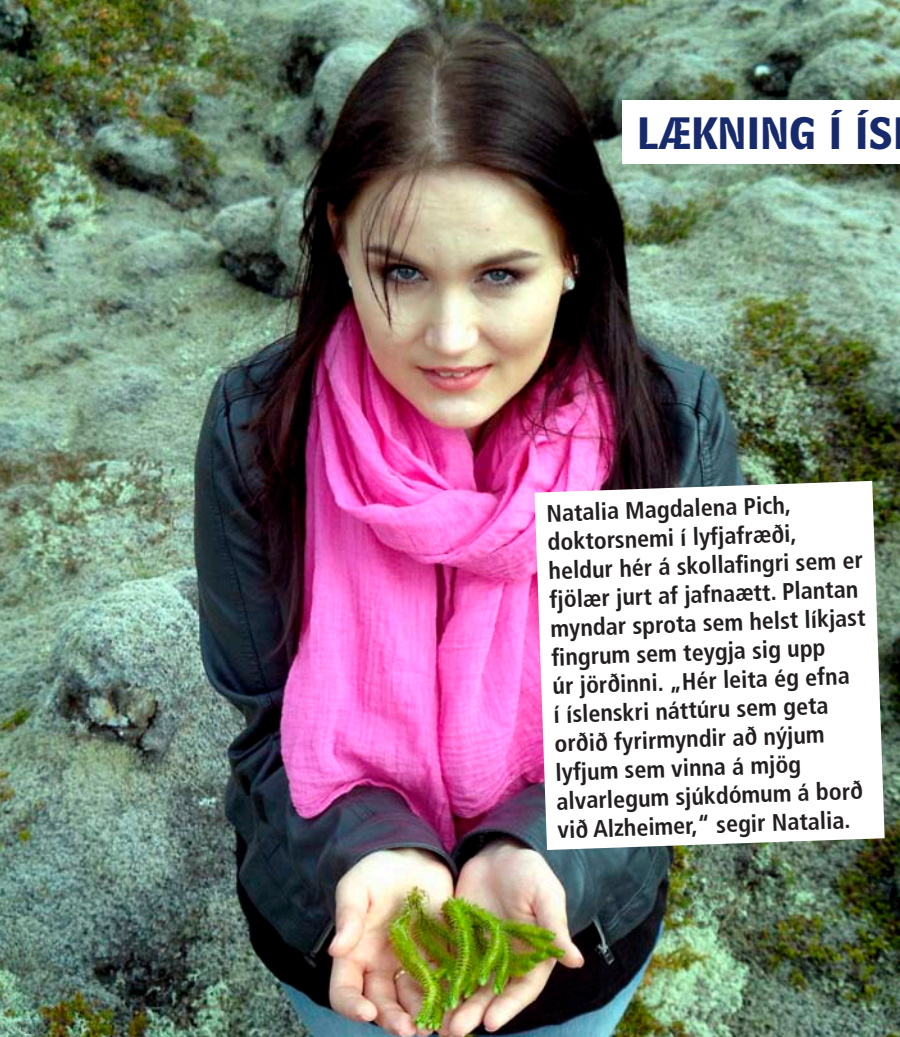 LÆKNING Í
Natalia Magdalena Pich,
doktorsnemi í lyfjafræði,
heldur hér á skollafingri sem er
fjölær jurt af jafnaætt. Plantan
myndar sprota sem helst líkjast
fingrum sem teygja sig upp
úr jörðinni. „Hér leita ég efna
í íslenskri náttúru sem geta
orðið fyrirmyndir að nýjum
lyfjum sem vinna á mjög
alvarlegum sjúkdómum á borð
við Alzheimer,“ segir Natalia.